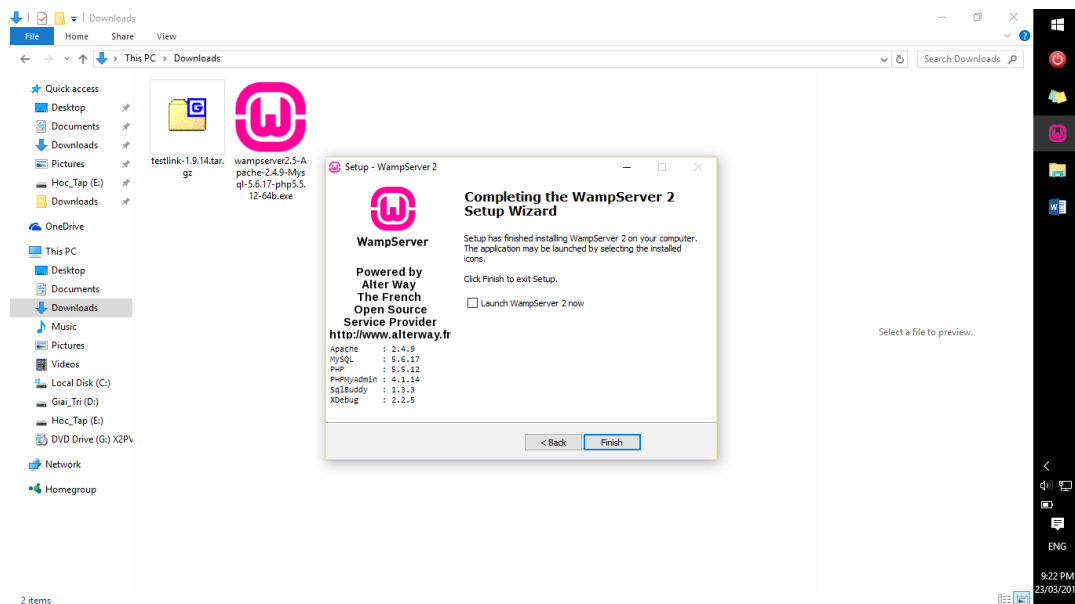 Downloads
File Home Share View
This PC > Downloads
Search Downloads
Quick access
Desktop
Documents
Downloads
Pictures
Hoc_Tap (E:)
Downloads
OneDrive
This PC
Desktop
Documents
Downloads
Music
Pictures
Videos
Local Disk (C:)
Giai_Tri (D:)
Hoc_Tap (E:)
DVD Drive (G:) X2PV
Network
Homegroup
2 items
testlink-1.9.14.tar.
gz
wampserver2.5-A
pache-2.4.9-Mys
ql-5.6.17-php5.5.
12-64b.exe
Setup - WampServer 2
WampServer
Powered by
Alter Way
The French
Open Source
Service Provider
http://www.alterway.fr
Apache : 2.4.9
MySQL : 5.6.17
PHP : 5.5.12
PHPMyAdmin : 4.1.14
SqlBuddy : 1.3.3
XDebug : 2.2.5
Completing the WampServer 2
Setup Wizard
Setup has finished installing WampServer 2 on your computer.
The application may be launched by selecting the installed
icons.
Click Finish to exit Setup.
Launch WampServer 2 now
< Back Finish
Select a file to preview.
ENG
9:22 PM
23/03/201